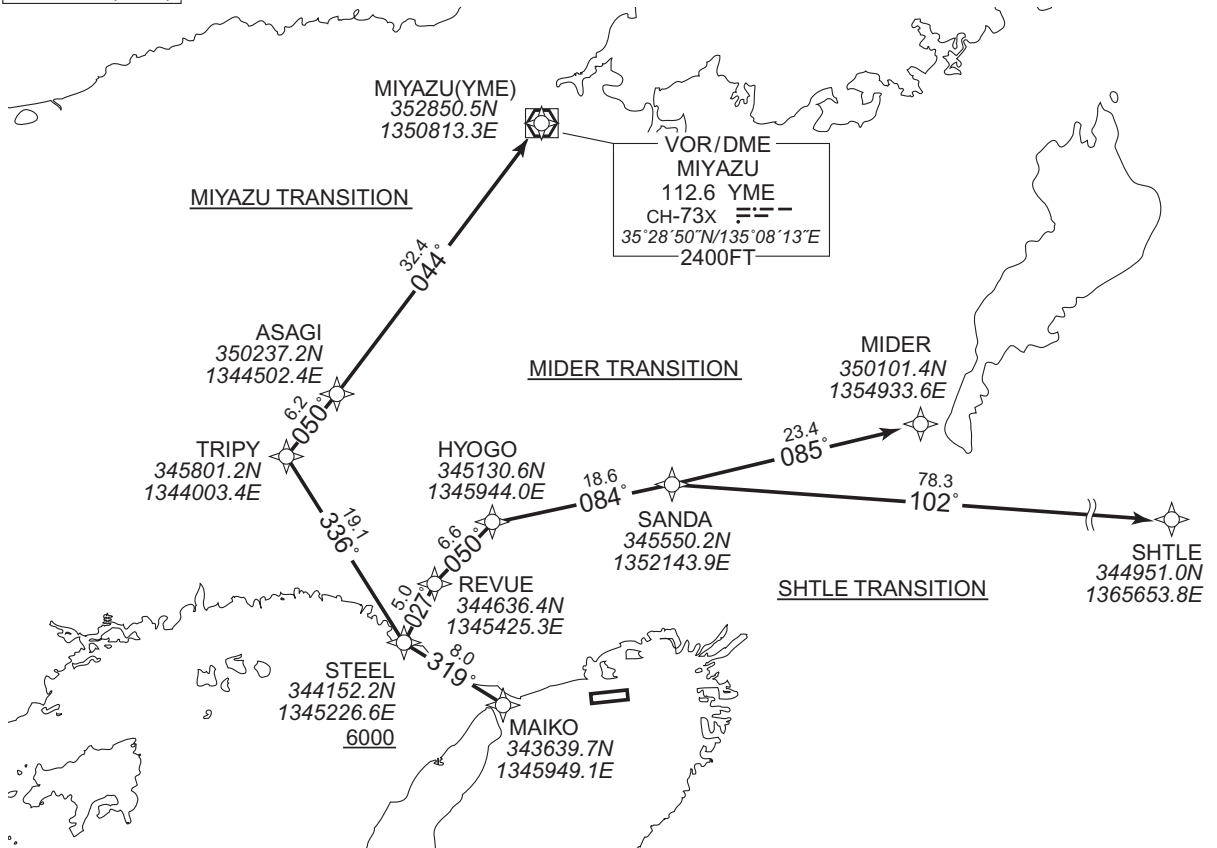 MIYAZU(YME)
352850.5N
1350813.3E
VOR/DME
MIYAZU
112.6 YME
CH-73X
35°28′50″N/135°08′13″E
2400FT
MIYAZU TRANSITION
32.4
044°
ASAGI
350237.2N
1344502.4E
MIDER TRANSITION
MIDER
350101.4N
1354933.6E
6.2
050°
TRIPY
345801.2N
1344003.4E
HYOGO
345130.6N
1345944.0E
23.4
085°
18.6
084°
78.3
102°
19.1
336°
SANDA
345550.2N
1352143.9E
6.6
050°
SHTLE
344951.0N
1365653.8E
SHTLE TRANSITION
REVUE
344636.4N
1345425.3E
5.0
027°
STEEL
344152.2N
1345226.6E
6000
8.0
319°
MAIKO
343639.7N
1345949.1E